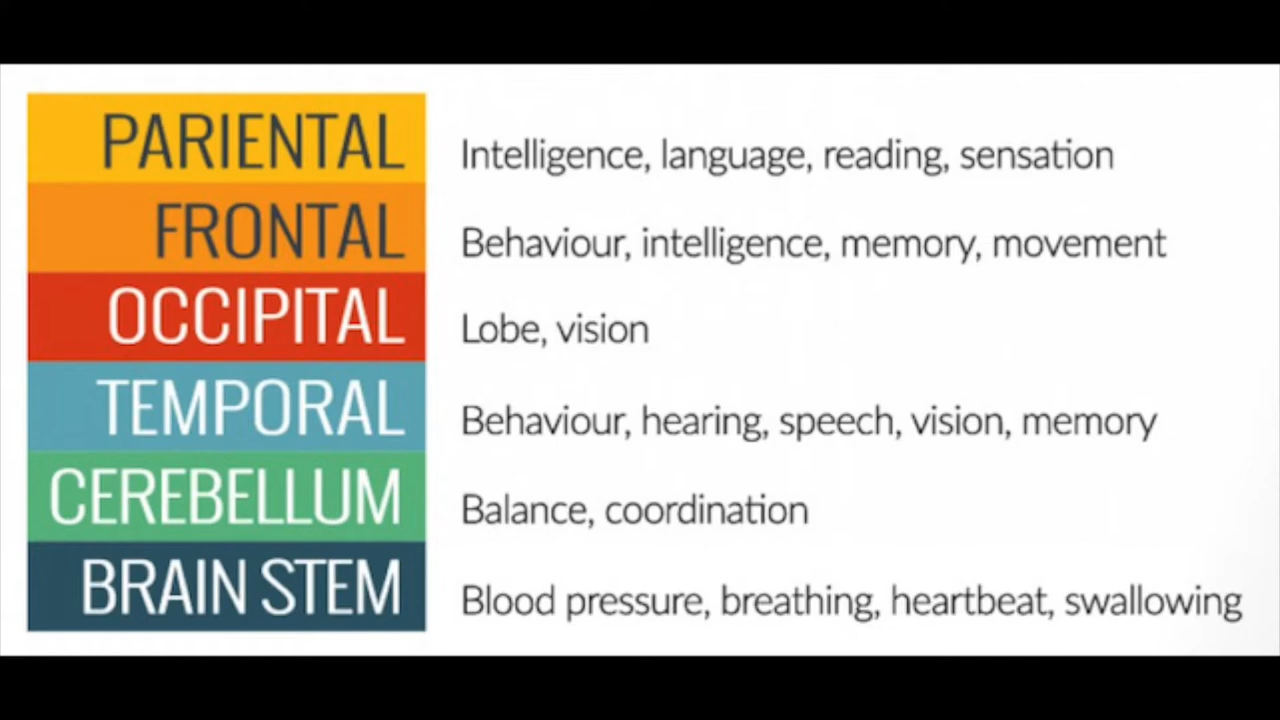 PARIENTAL Intelligence, language, reading, sensation
FRONTAL Behaviour, intelligence, memory, movement
OCCIPITAL Lobe, vision
TEMPORAL Behaviour, hearing, speech, vision, memory
CEREBELLUM Balance, coordination
BRAIN STEM Blood pressure, breathing, heartbeat, swallowing